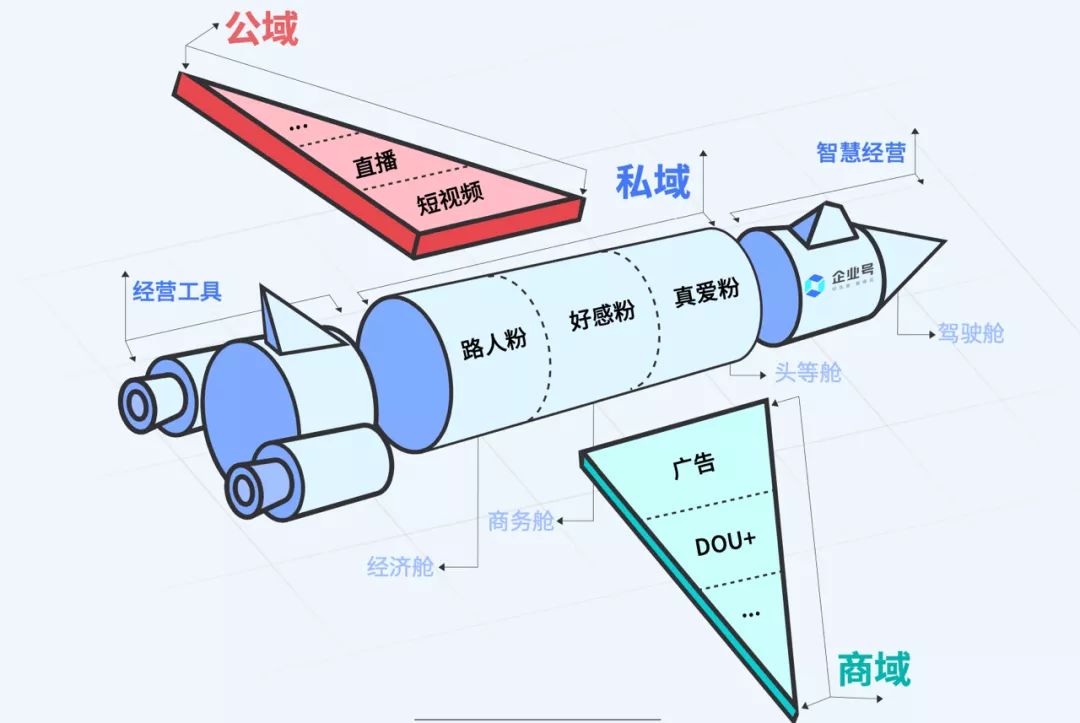 公域
...
直播
短视频
智慧经营
私域
企业号
经营工具
路人粉
好感粉
真爱粉
驾驶舱
头等舱
商务舱
经济舱
广告
DOU+
...
商域